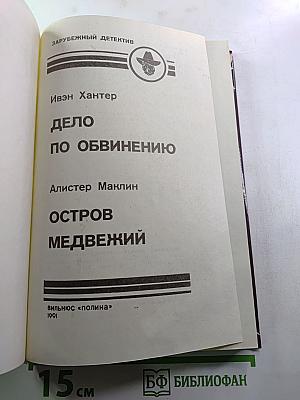 ЗАРУБЕЖНЫЙ ДЕТЕКТИВ
Ивэн Хантер
ДЕЛО
ПО ОБВИНЕНИЮ
Алистер Маклин
ОСТРОВ
МЕДВЕЖИЙ
ВИЛЬНЮС «ПОЛИНА»
1991
15 см
БФ БИБЛИОФАН